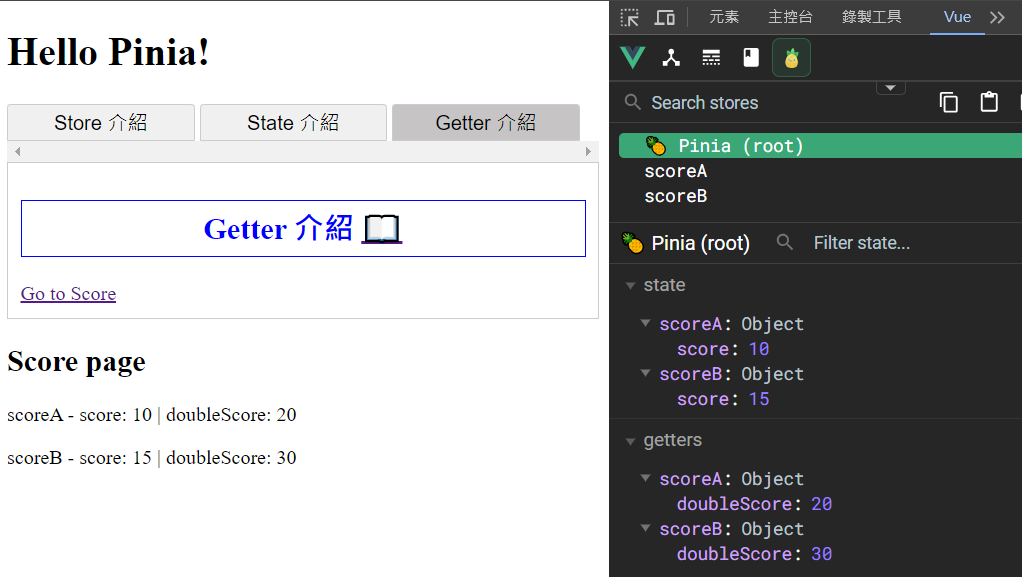 Hello Pinia!
Store 介紹
State 介紹
Getter 介紹
Getter 介紹 📖
Go to Score
Score page
scoreA - score: 10 | doubleScore: 20
scoreB - score: 15 | doubleScore: 30
元素 主控台 錄製工具 Vue
Search stores
🍍 Pinia (root)
scoreA
scoreB
🍍 Pinia (root) Filter state...
state
scoreA: Object
score: 10
scoreB: Object
score: 15
getters
scoreA: Object
doubleScore: 20
scoreB: Object
doubleScore: 30